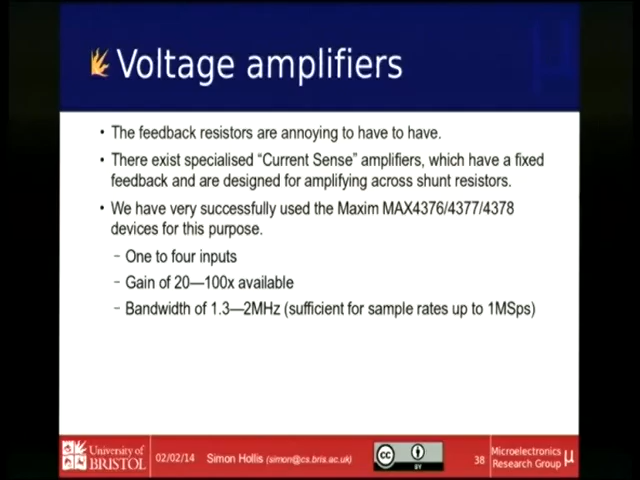 Voltage amplifiers
• The feedback resistors are annoying to have to have.
• There exist specialised “Current Sense” amplifiers, which have a fixed
feedback and are designed for amplifying across shunt resistors.
• We have very successfully used the Maxim MAX4376/4377/4378
devices for this purpose.
– One to four inputs
– Gain of 20—100x available
– Bandwidth of 1.3—2MHz (sufficient for sample rates up to 1MSps)
University of
BRISTOL
02/02/14
Simon Hollis (simon@cs.bris.ac.uk)
cc
BY
38
Microelectronics
Research Group
μ